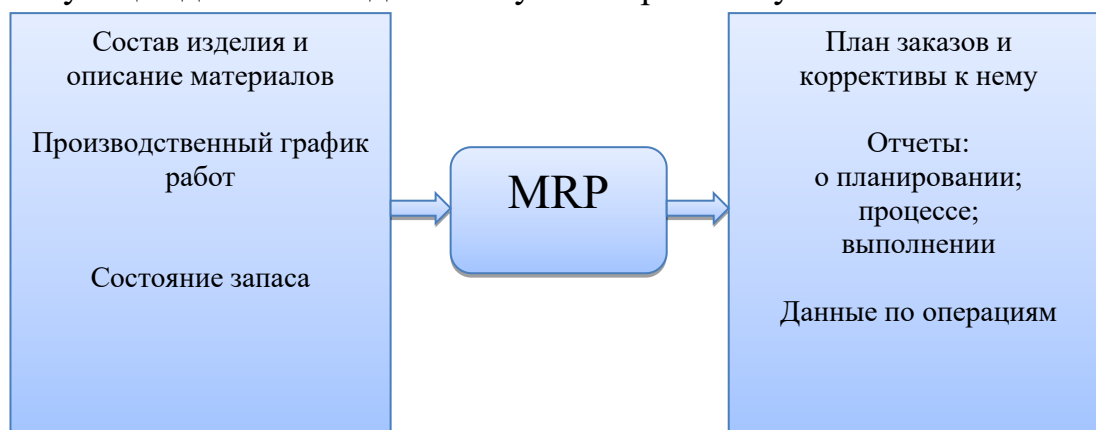 Состав изделия и
описание материалов
Производственный график
работ
Состояние запаса
MRP
План заказов и
коррективы к нему
Отчеты:
о планировании;
процессе;
выполнении
Данные по операциям